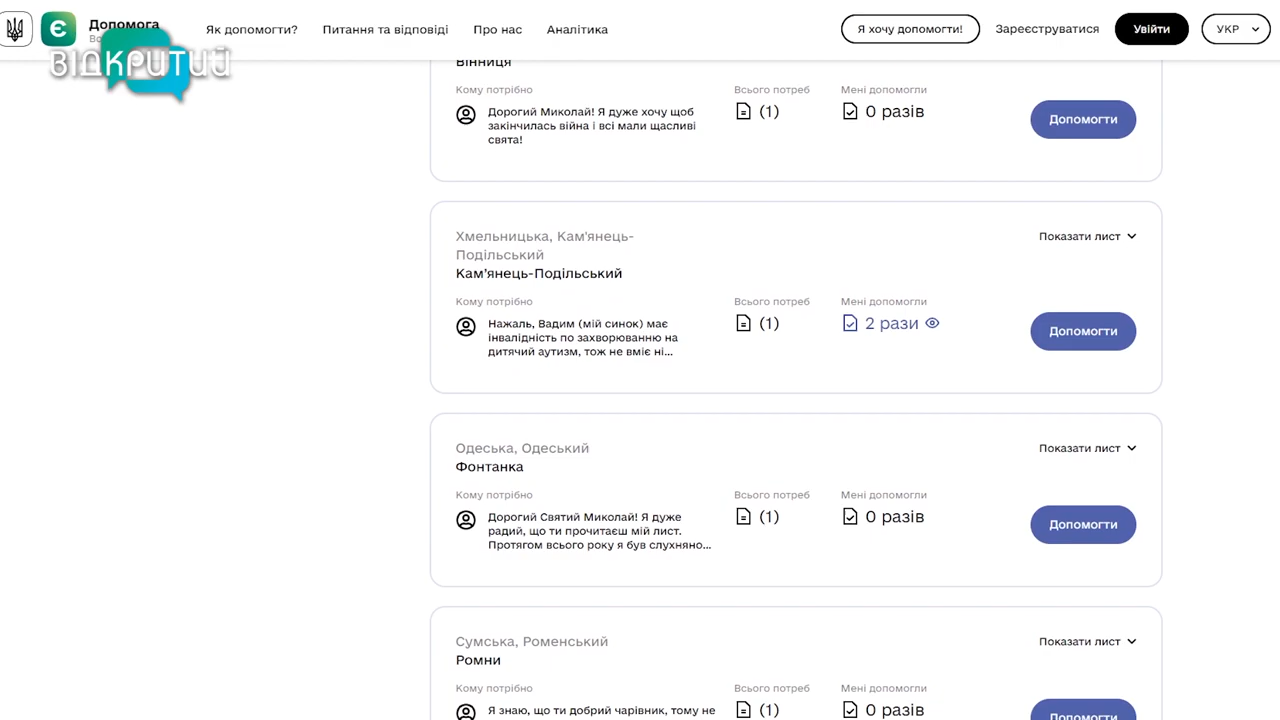 Допомога
ВІДКРИТИЙ
Як допомогти?
Питання та відповіді
Про нас
Аналітика
Я хочу допомогти!
Зареєструватися
Увійти
УКР
Вінниця
Кому потрібно
Всього потреб
Мені допомогли
Дорогий Миколай! Я дуже хочу щоб
закінчилась війна і всі мали щасливі
свята!
(1)
0 разів
Допомогти
Хмельницька, Кам'янець-
Подільський
Кам’янець-Подільський
Показати лист
Кому потрібно
Всього потреб
Мені допомогли
Нажаль, Вадим (мій синок) має
інвалідність по захворюванню на
дитячий аутизм, тож не вміє ні...
(1)
2 рази
Допомогти
Одеська, Одеський
Фонтанка
Показати лист
Кому потрібно
Всього потреб
Мені допомогли
Дорогий Святий Миколай! Я дуже
радий, що ти прочитаєш мій лист.
Протягом всього року я був слухняно...
(1)
0 разів
Допомогти
Сумська, Роменський
Ромни
Показати лист
Кому потрібно
Всього потреб
Мені допомогли
Я знаю, що ти добрий чарівник, тому не
(1)
0 разів
Допомогти